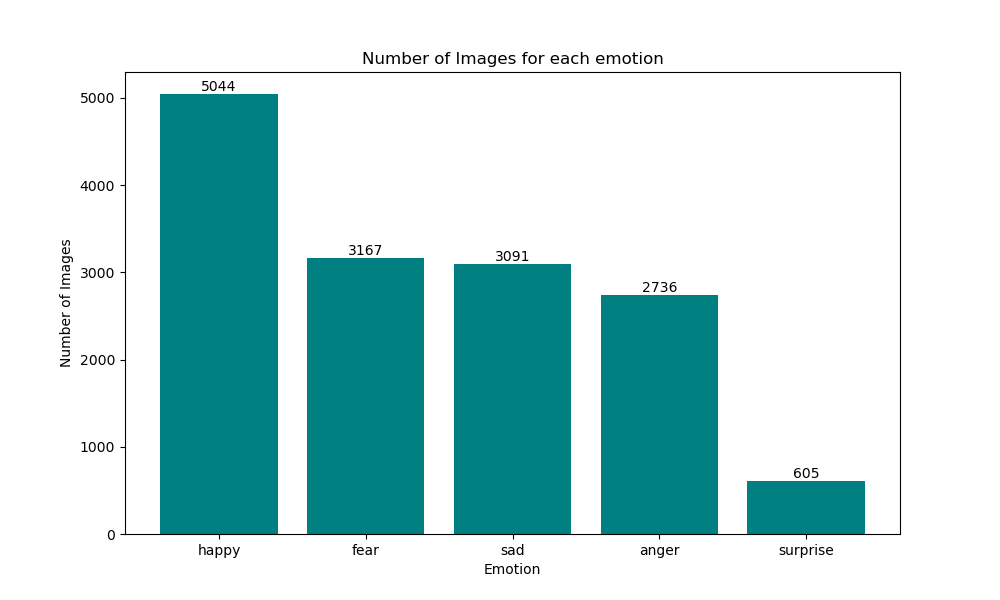 Number of Images for each emotion
5044
3167
3091
2736
605
5000
4000
3000
2000
1000
0
Number of Images
happy fear sad anger surprise
Emotion